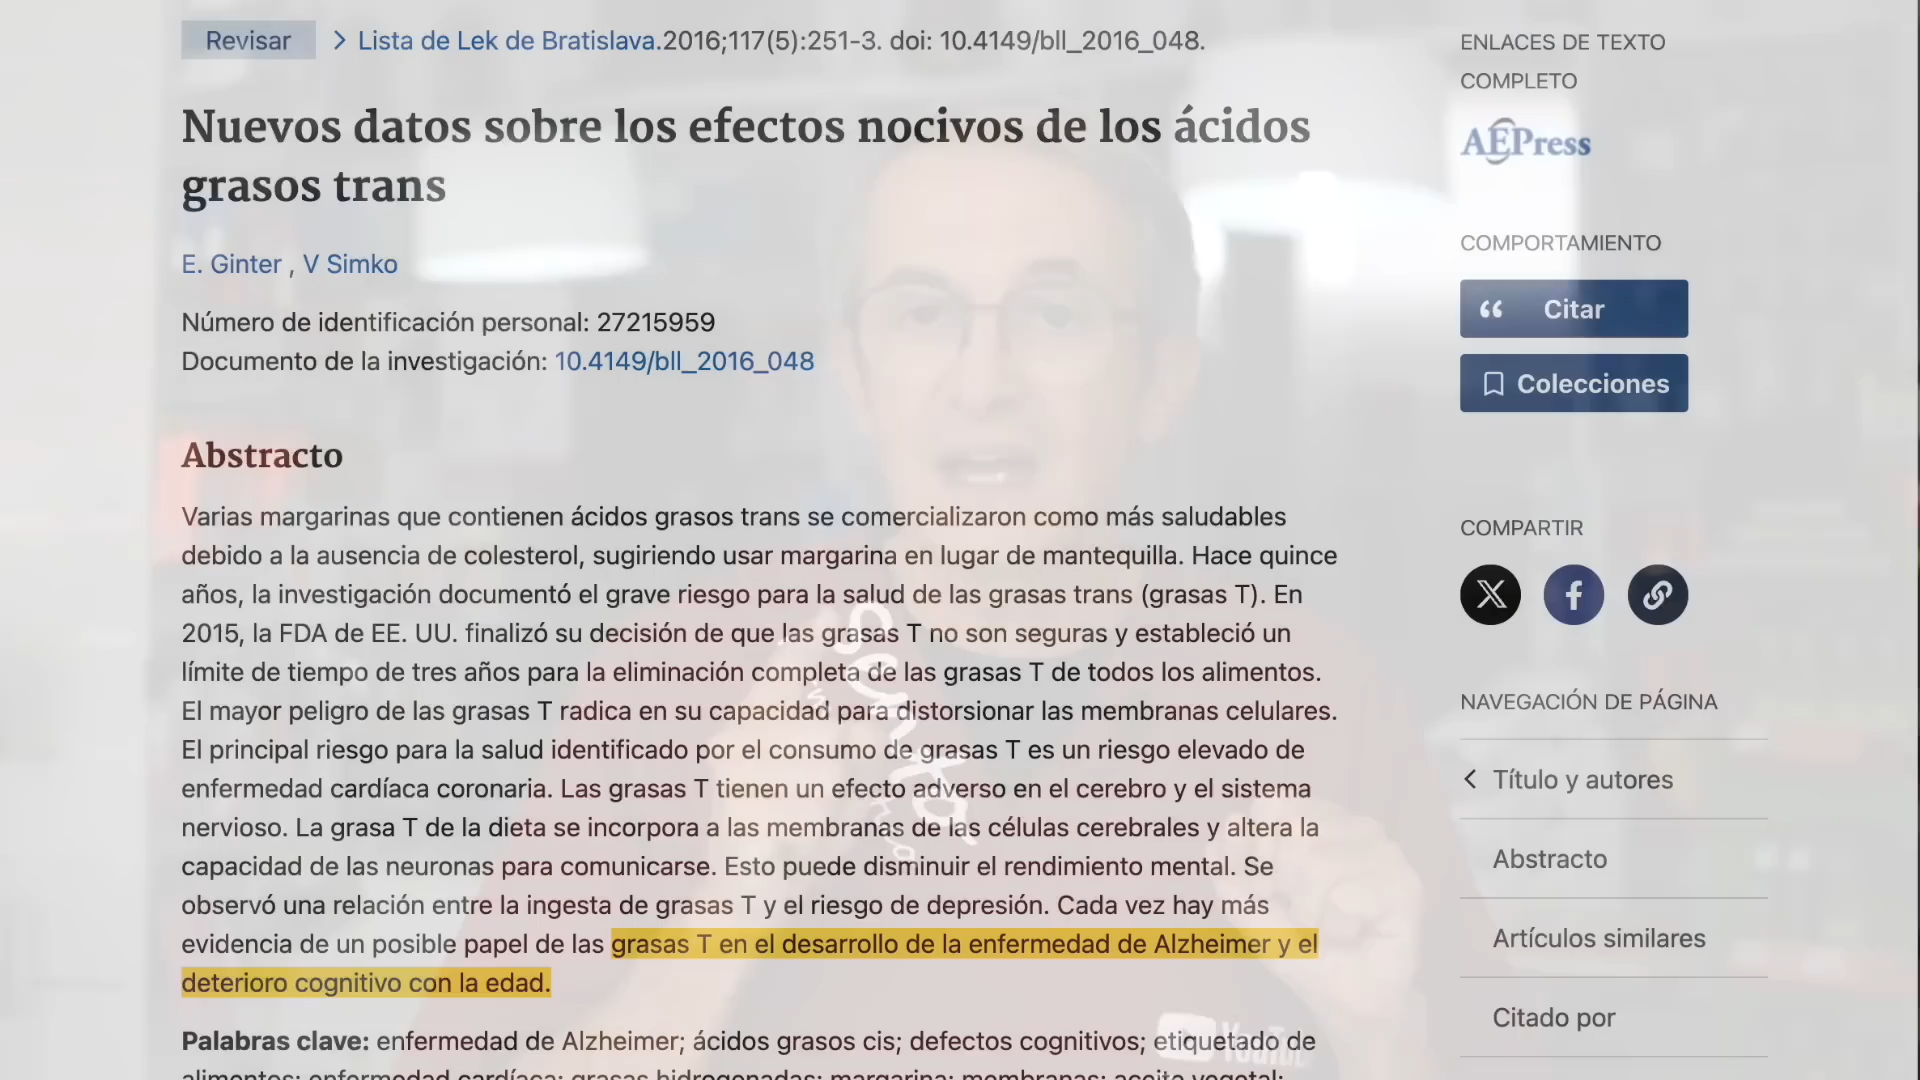 Revisar > Lista de Lek de Bratislava.2016;117(5):251-3. doi: 10.4149/bll_2016_048.
Nuevos datos sobre los efectos nocivos de los ácidos
grasos trans
E. Ginter , V Simko
Número de identificación personal: 27215959
Documento de la investigación: 10.4149/bll_2016_048
Abstracto
Varias margarinas que contienen ácidos grasos trans se comercializaron como más saludables
debido a la ausencia de colesterol, sugiriendo usar margarina en lugar de mantequilla. Hace quince
años, la investigación documentó el grave riesgo para la salud de las grasas trans (grasas T). En
2015, la FDA de EE. UU. finalizó su decisión de que las grasas T no son seguras y estableció un
límite de tiempo de tres años para la eliminación completa de las grasas T de todos los alimentos.
El mayor peligro de las grasas T radica en su capacidad para distorsionar las membranas celulares.
El principal riesgo para la salud identificado por el consumo de grasas T es un riesgo elevado de
enfermedad cardíaca coronaria. Las grasas T tienen un efecto adverso en el cerebro y el sistema
nervioso. La grasa T de la dieta se incorpora a las membranas de las células cerebrales y altera la
capacidad de las neuronas para comunicarse. Esto puede disminuir el rendimiento mental. Se
observó una relación entre la ingesta de grasas T y el riesgo de depresión. Cada vez hay más
evidencia de un posible papel de las grasas T en el desarrollo de la enfermedad de Alzheimer y el
deterioro cognitivo con la edad.
Palabras clave: enfermedad de Alzheimer; ácidos grasos cis; defectos cognitivos; etiquetado de
alimentos; enfermedad cardíaca; grasas hidrogenadas; margarina; membranas; aceite vegetal;
ENLACES DE TEXTO
COMPLETO
AEPress
COMPORTAMIENTO
Citar
Colecciones
COMPARTIR
NAVEGACIÓN DE PÁGINA
Título y autores
Abstracto
Artículos similares
Citado por
YouTube